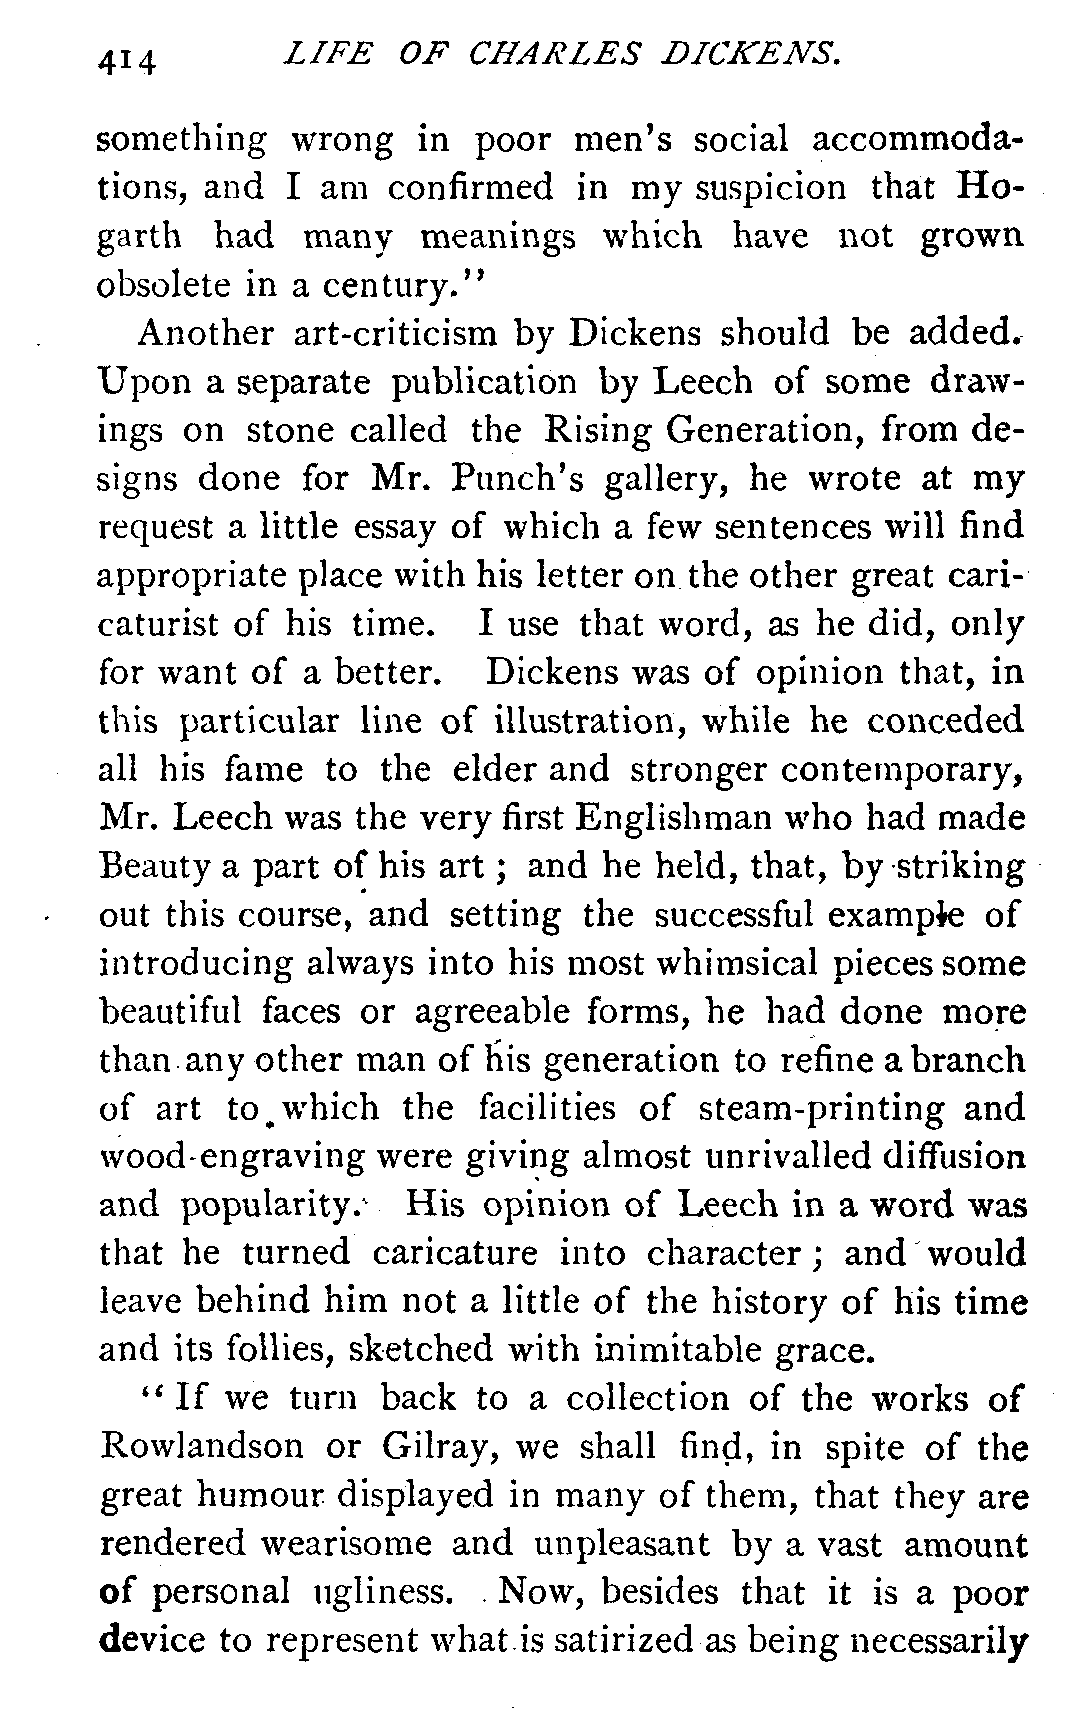 414 LIFE OF CHARLES DICKENS.
something wrong in poor men's social accommoda-
tions, and I am confirmed in my suspicion that Ho-
garth had many meanings which have not grown
obsolete in a century."
Another art-criticism by Dickens should be added.
Upon a separate publication by Leech of some draw-
ings on stone called the Rising Generation, from de-
signs done for Mr. Punch's gallery, he wrote at my
request a little essay of which a few sentences will find
appropriate place with his letter on the other great cari-
caturist of his time. I use that word, as he did, only
for want of a better. Dickens was of opinion that, in
this particular line of illustration, while he conceded
all his fame to the elder and stronger contemporary,
Mr. Leech was the very first Englishman who had made
Beauty a part of his art ; and he held, that, by striking
out this course, and setting the successful example of
introducing always into his most whimsical pieces some
beautiful faces or agreeable forms, he had done more
than any other man of his generation to refine a branch
of art to which the facilities of steam-printing and
wood-engraving were giving almost unrivalled diffusion
and popularity. His opinion of Leech in a word was
that he turned caricature into character ; and would
leave behind him not a little of the history of his time
and its follies, sketched with inimitable grace.
"If we turn back to a collection of the works of
Rowlandson or Gilray, we shall find, in spite of the
great humour displayed in many of them, that they are
rendered wearisome and unpleasant by a vast amount
of personal ugliness. Now, besides that it is a poor
device to represent what is satirized as being necessarily